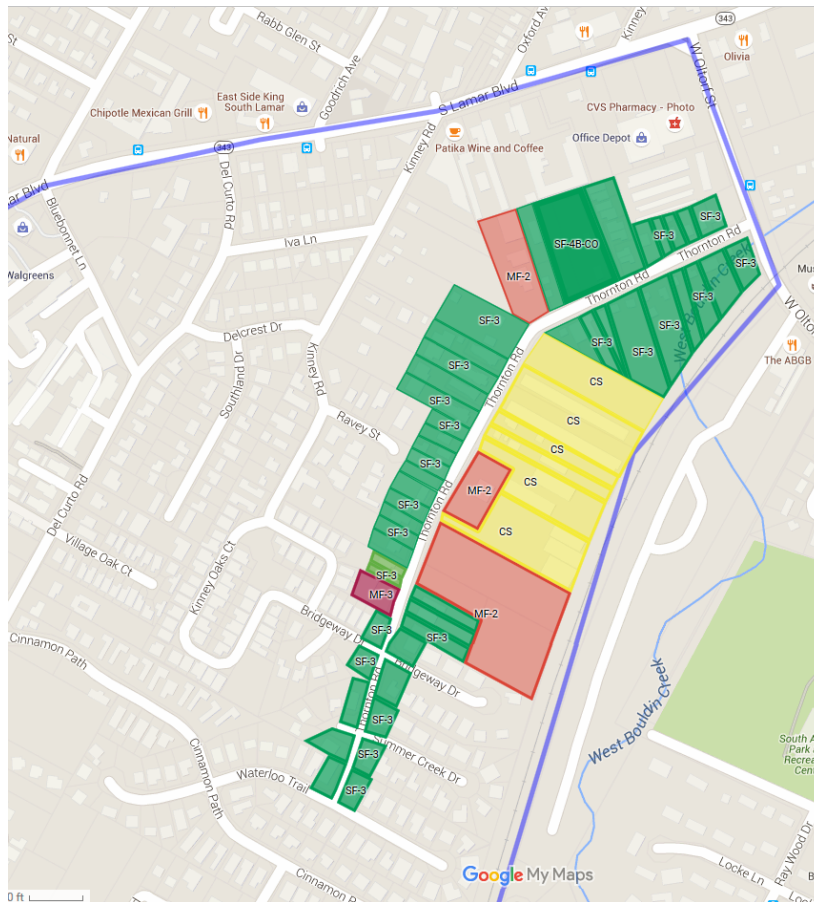 343
Rabb Glen St
Oxford Ave
Kinney
W Oltorf St
Olivia
Goodrich Ave
East Side King
South Lamar
Chipotle Mexican Grill
S Lamar Blvd
CVS Pharmacy - Photo
Natural
343
Kinney Rd
Patika Wine and Coffee
Office Depot
Del Curto Rd
Bluebonnet Ln
Iva Ln
Walgreens
SF-3
SF-3
SF-4B-CO
Thornton Rd
SF-3
MF-2
Thornton Rd
SF-3
West Bouldin Creek
W Oltorf
SF-3
SF-3
Delcrest Dr
SF-3
SF-3
The ABGB
Southland Dr
Kinney Rd
SF-3
Thornton Rd
CS
SF-3
Ravey St
SF-3
CS
CS
SF-3
CS
MF-2
SF-3
Del Curto Rd
Thornton Rd
SF-3
CS
Village Oak Ct
Kinney Oaks Ct
SF-3
MF-3
MF-2
Bridgeway Dr
SF-3
SF-3
Cinnamon Path
SF-3
Bridgeway Dr
Thornton Rd
West Bouldin Creek
SF-3
Summer Creek Dr
SF-3
Cinnamon Path
Waterloo Trail
SF-3
South A
Park
Recrea
Cent
Ray Wood Dr
Locke Ln
Cinnamon P
Google My Maps
0 ft